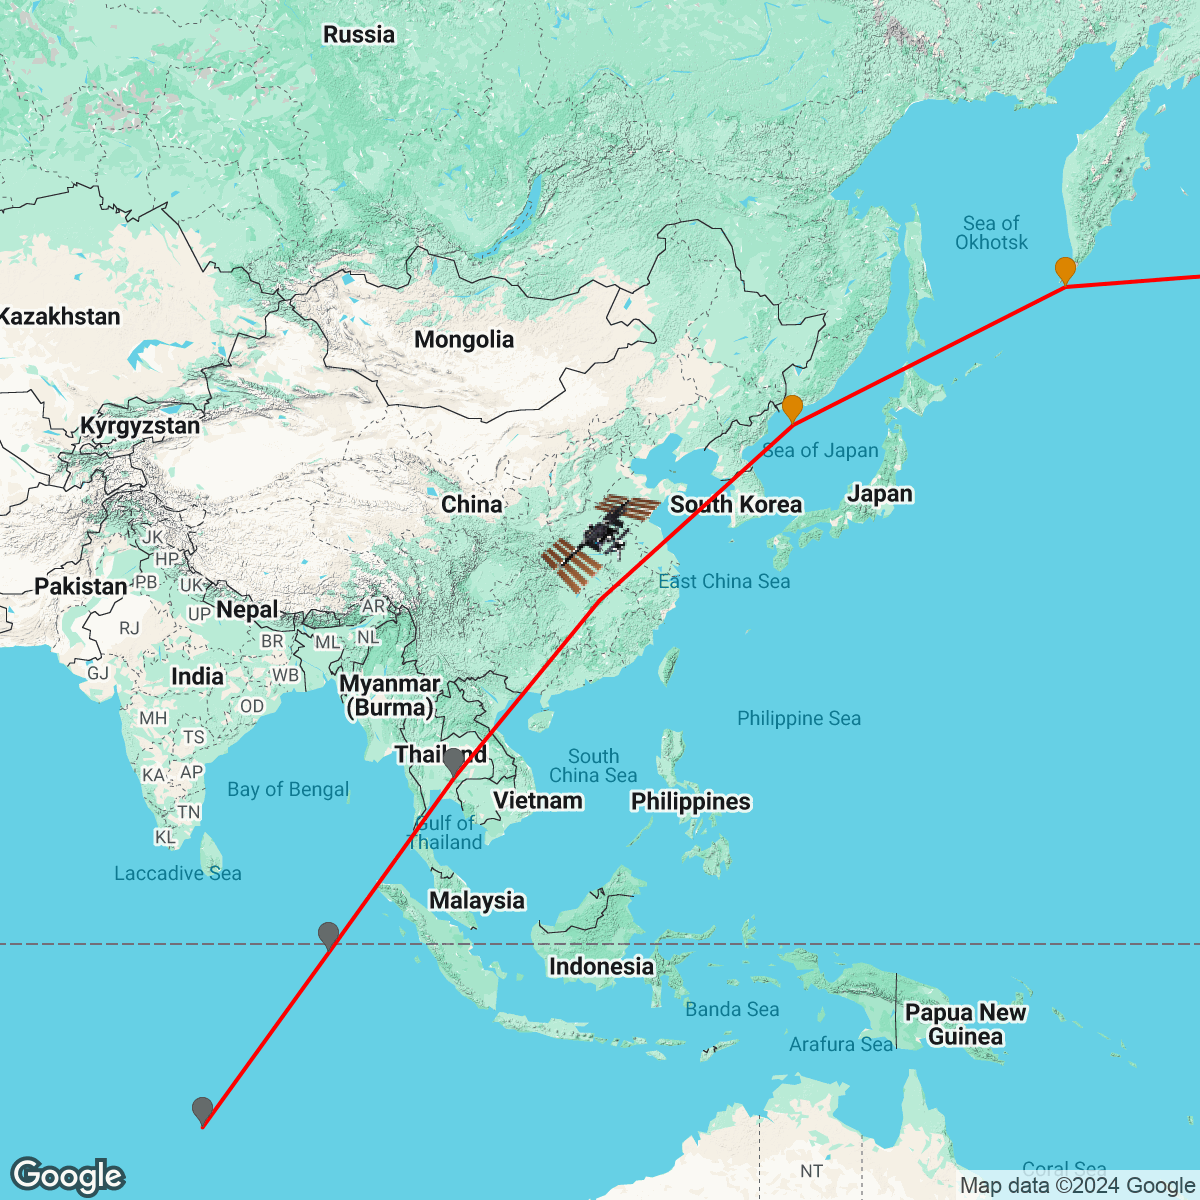 Russia
Sea of
Okhotsk
Kazakhstan
Mongolia
Kyrgyzstan
Sea of Japan
China
South Korea
Japan
JK
HP
Pakistan
PB
UK
East China Sea
Nepal
AR
UP
RJ
BR
ML
NL
GJ
India
WB
Myanmar
(Burma)
OD
MH
Philippine Sea
TS
Thailand
South
China Sea
KA
AP
Bay of Bengal
Vietnam
Philippines
TN
Gulf of
Thailand
KL
Laccadive Sea
Malaysia
Indonesia
Banda Sea
Papua New
Guinea
Arafura Sea
NT
Coral Sea
Google
Map data ©2024 Google